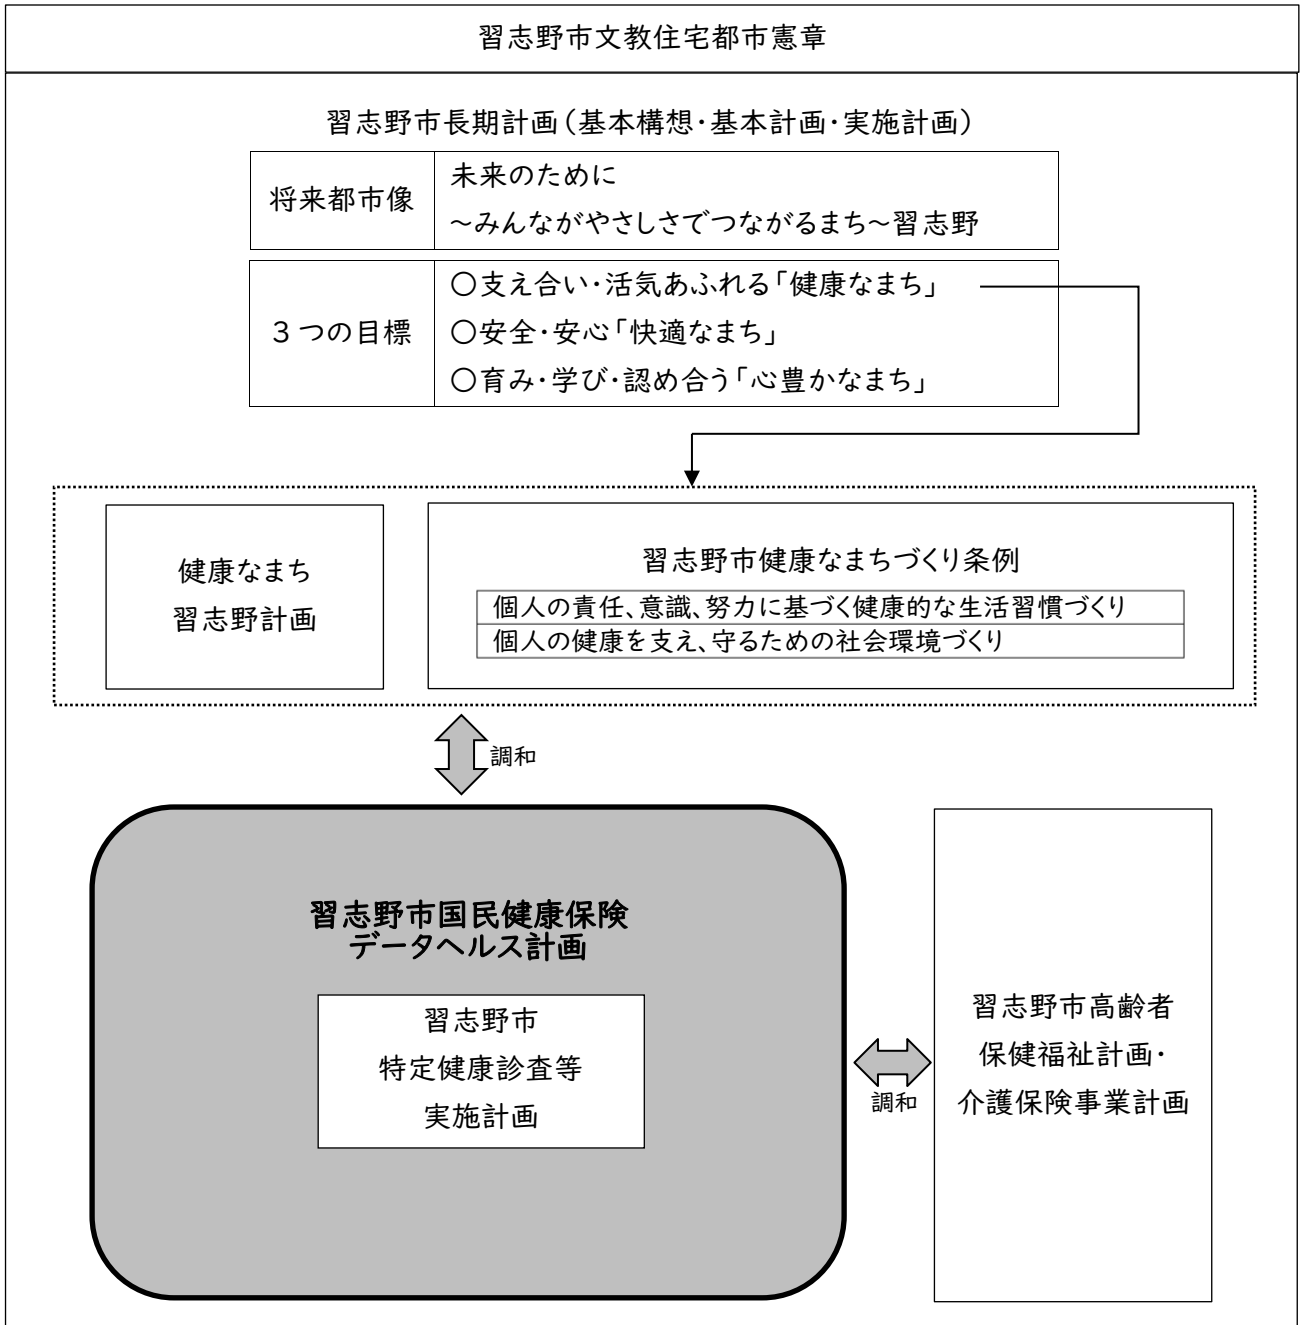 習志野市文教住宅都市憲章
習志野市長期計画（基本構想・基本計画・実施計画）
将来都市像
未来のために
～みんながやさしさでつながるまち～習志野
３つの目標
〇支え合い・活気あふれる「健康なまち」
〇安全・安心「快適なまち」
〇育み・学び・認め合う「心豊かなまち」
健康なまち
習志野計画
習志野市健康なまちづくり条例
個人の責任、意識、努力に基づく健康的な生活習慣づくり
個人の健康を支え、守るための社会環境づくり
調和
習志野市国民健康保険
データヘルス計画
習志野市
特定健康診査等
実施計画
調和
習志野市高齢者
保健福祉計画・
介護保険事業計画